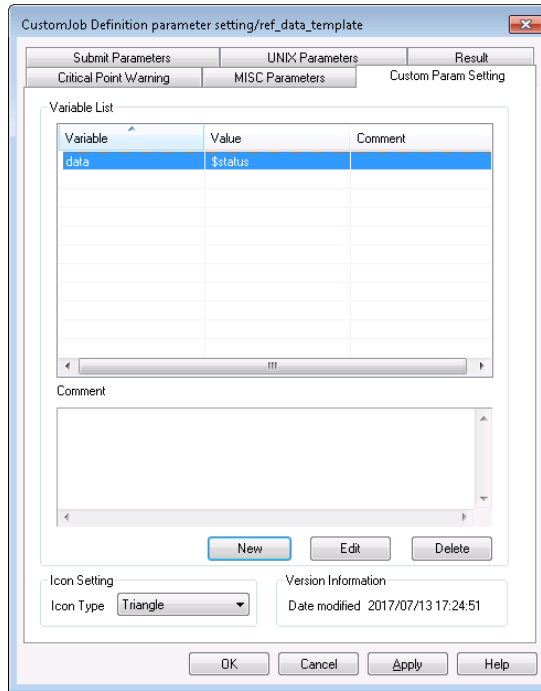 CustomJob Definition parameter setting/ref_data_template
Submit Parameters UNIX Parameters Result
Critical Point Warning MISC Parameters Custom Param Setting
Variable List
Variable Value Comment
data $status
Comment
New Edit Delete
Icon Setting Version Information
Icon Type Triangle Date modified 2017/07/13 17:24:51
OK Cancel Apply Help